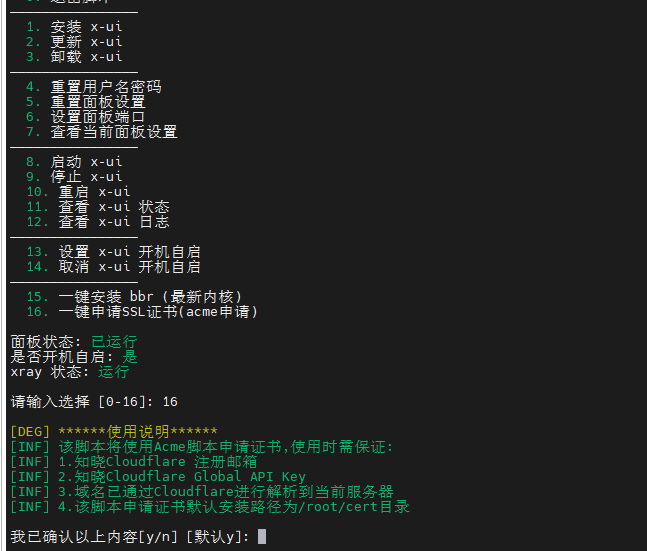 1. 安装 x-ui
2. 更新 x-ui
3. 卸载 x-ui
4. 重置用户名密码
5. 重置面板设置
6. 设置面板端口
7. 查看当前面板设置
8. 启动 x-ui
9. 停止 x-ui
10. 重启 x-ui
11. 查看 x-ui 状态
12. 查看 x-ui 日志
13. 设置 x-ui 开机自启
14. 取消 x-ui 开机自启
15. 一键安装 bbr (最新内核)
16. 一键申请SSL证书(acme申请)
面板状态: 已运行
是否开机自启: 是
xray 状态: 运行
请输入选择 [0-16]: 16
[DEG] ******使用说明******
[INF] 该脚本将使用Acme脚本申请证书,使用时需保证:
[INF] 1.知晓Cloudflare 注册邮箱
[INF] 2.知晓Cloudflare Global API Key
[INF] 3.域名已通过Cloudflare进行解析到当前服务器
[INF] 4.该脚本申请证书默认安装路径为/root/cert目录
我已确认以上内容[y/n] [默认y]: